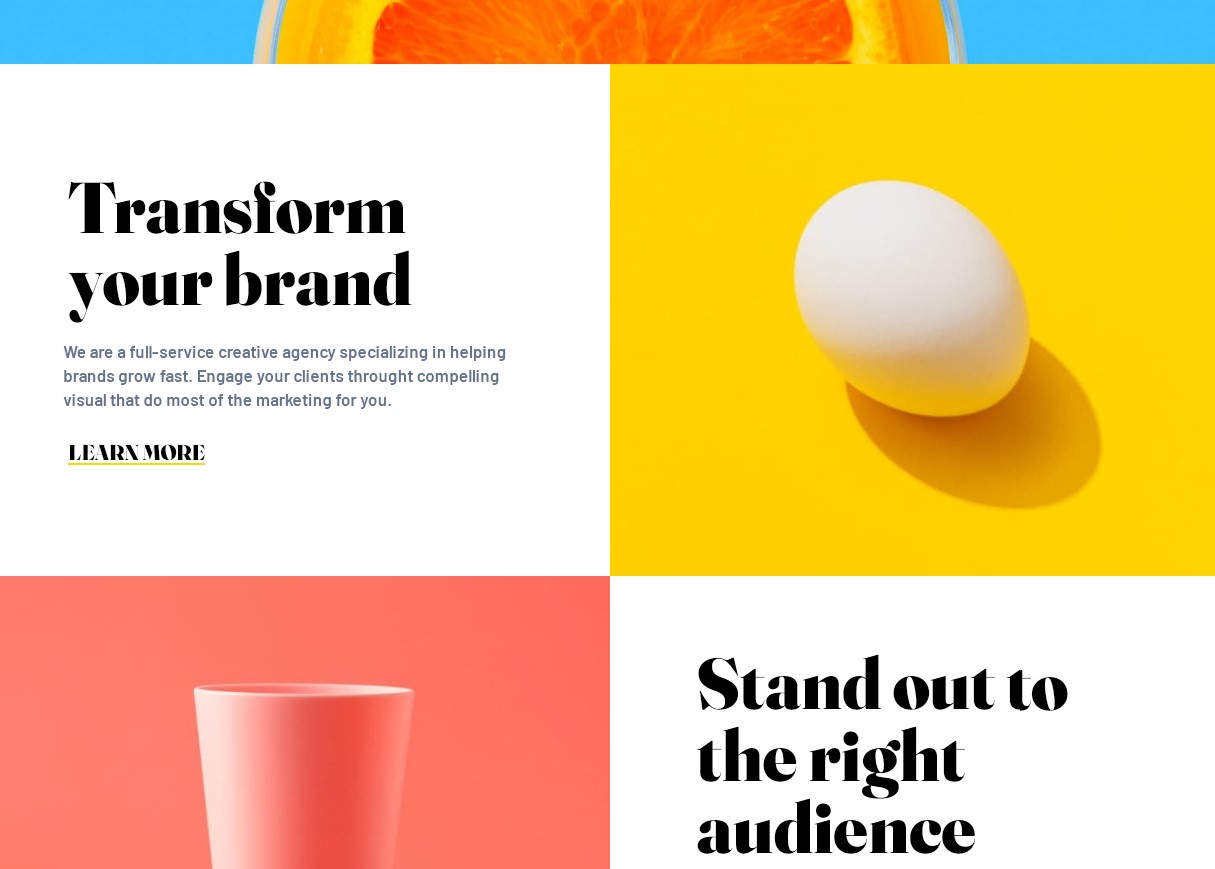 Transform
your brand
We are a full-service creative agency specializing in helping
brands grow fast. Engage your clients throught compelling
visual that do most of the marketing for you.
LEARN MORE
Stand out to
the right
audience